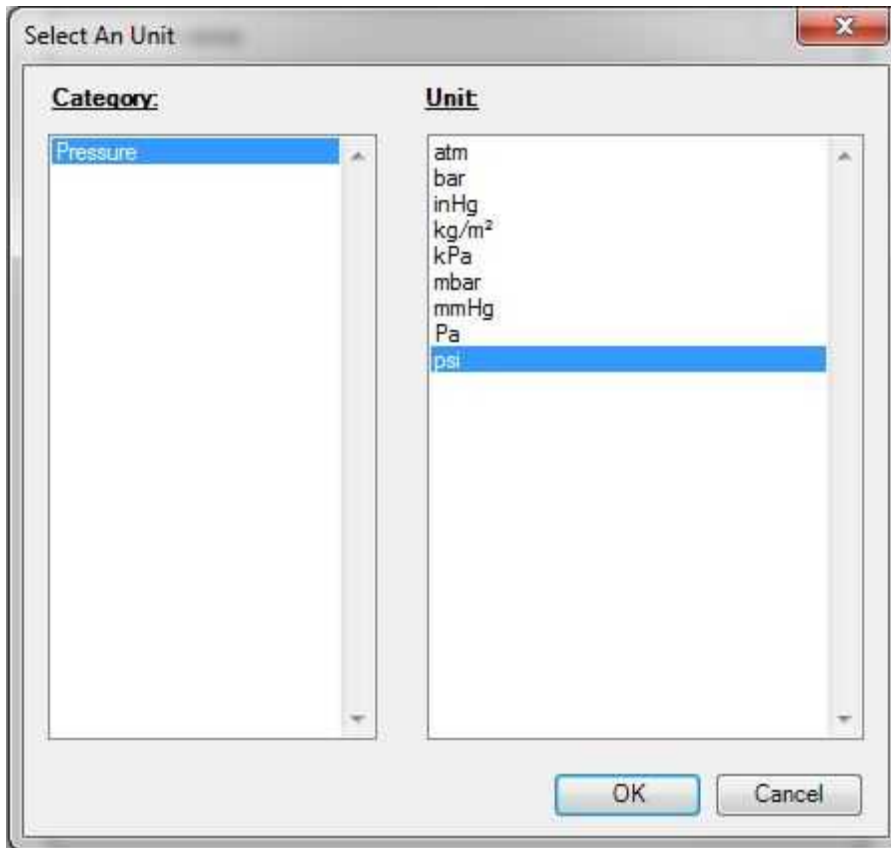 Select An Unit
Category:
Unit:
Pressure
atm
bar
inHg
kg/m²
kPa
mbar
mmHg
Pa
psi
OK
Cancel